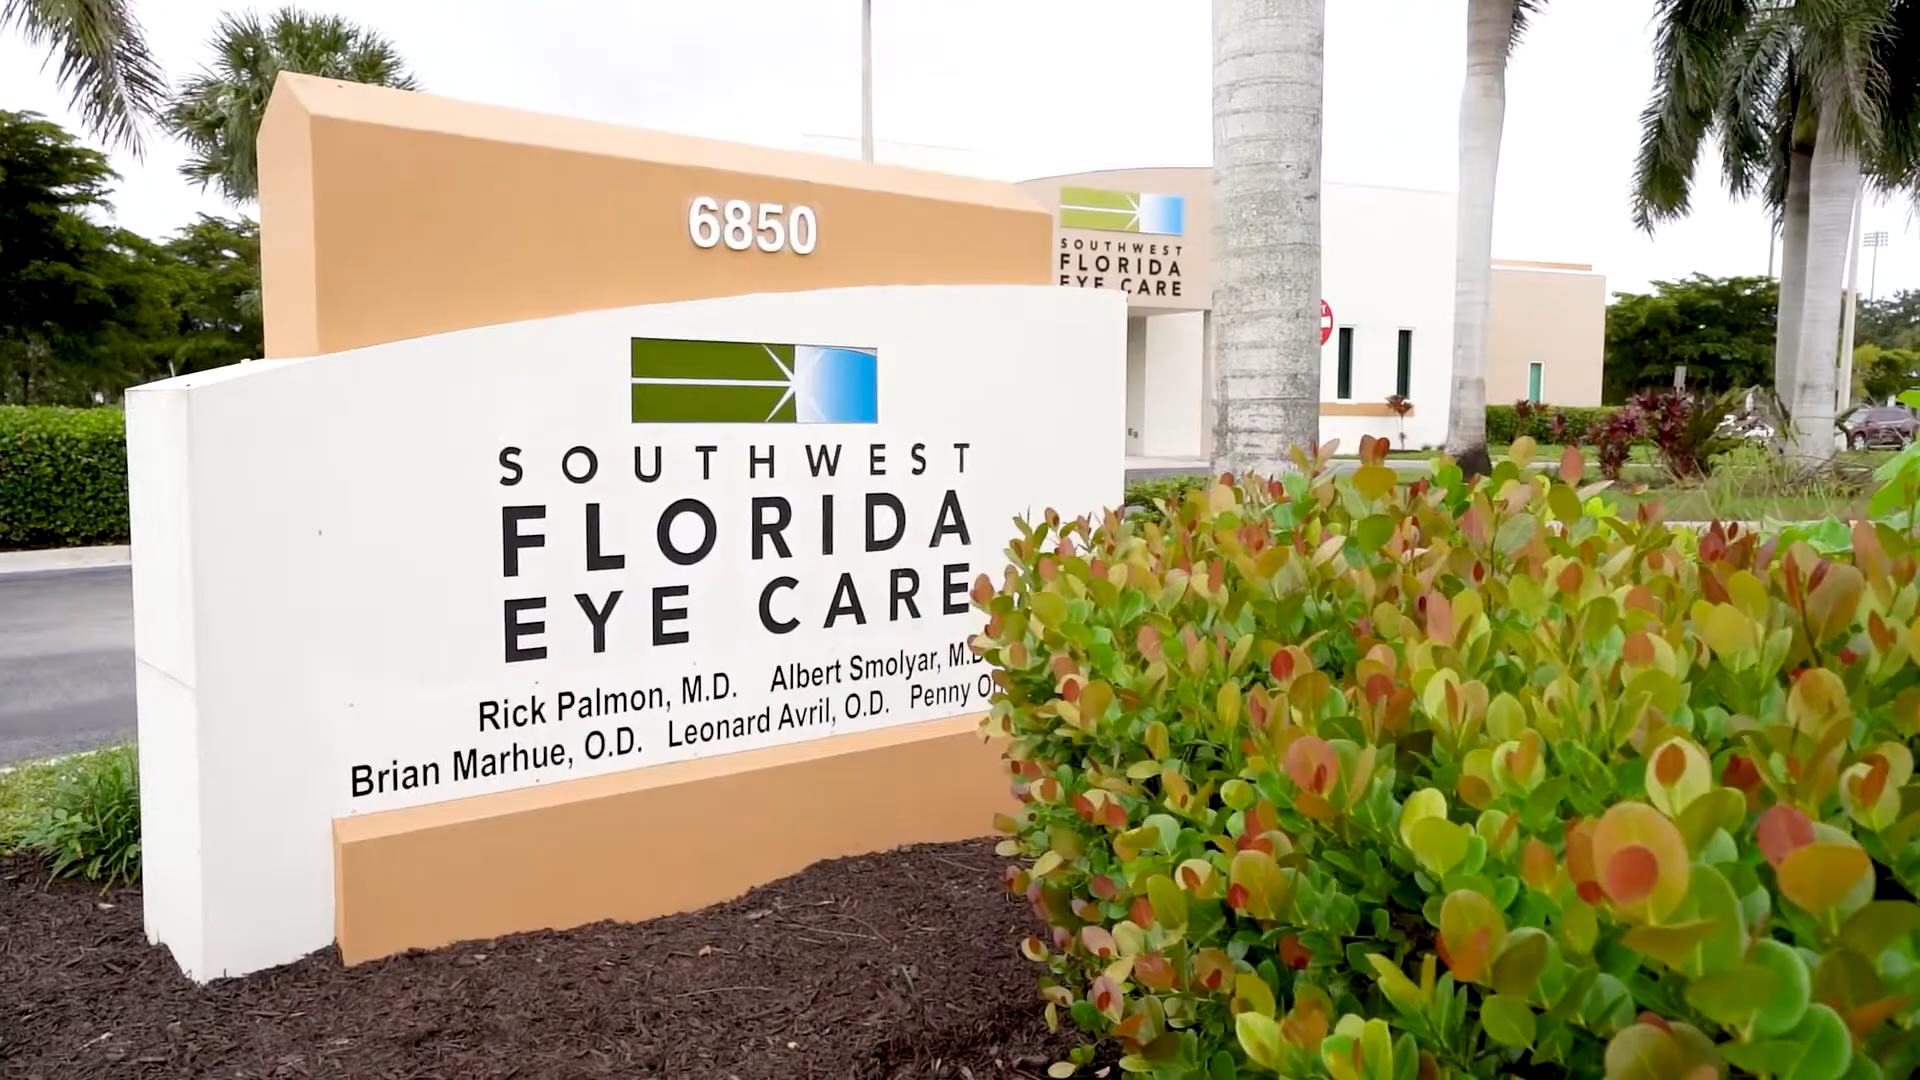 6850
SOUTHWEST
FLORIDA
EYE CARE
Rick Palmon, M.D. Albert Smolyar,
Brian Marhue, O.D. Leonard Avril, O.D. Penny
SOUTHWEST
FLORIDA
EYE CARE